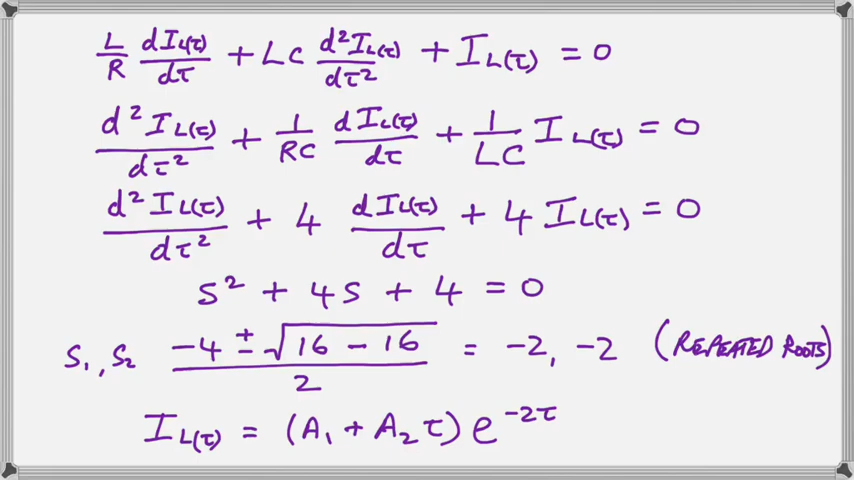 L/R dI_L(τ)/dτ + LC d²I_L(τ)/dτ² + I_L(τ) = 0
d²I_L(τ)/dτ² + 1/RC dI_L(τ)/dτ + 1/LC I_L(τ) = 0
d²I_L(τ)/dτ² + 4 dI_L(τ)/dτ + 4 I_L(τ) = 0
S² + 4S + 4 = 0
S₁, S₂ (-4 ± √(16 - 16))/2 = -2, -2 (REPEATED ROOTS)
I_L(τ) = (A₁ + A₂τ) e^(-2τ)